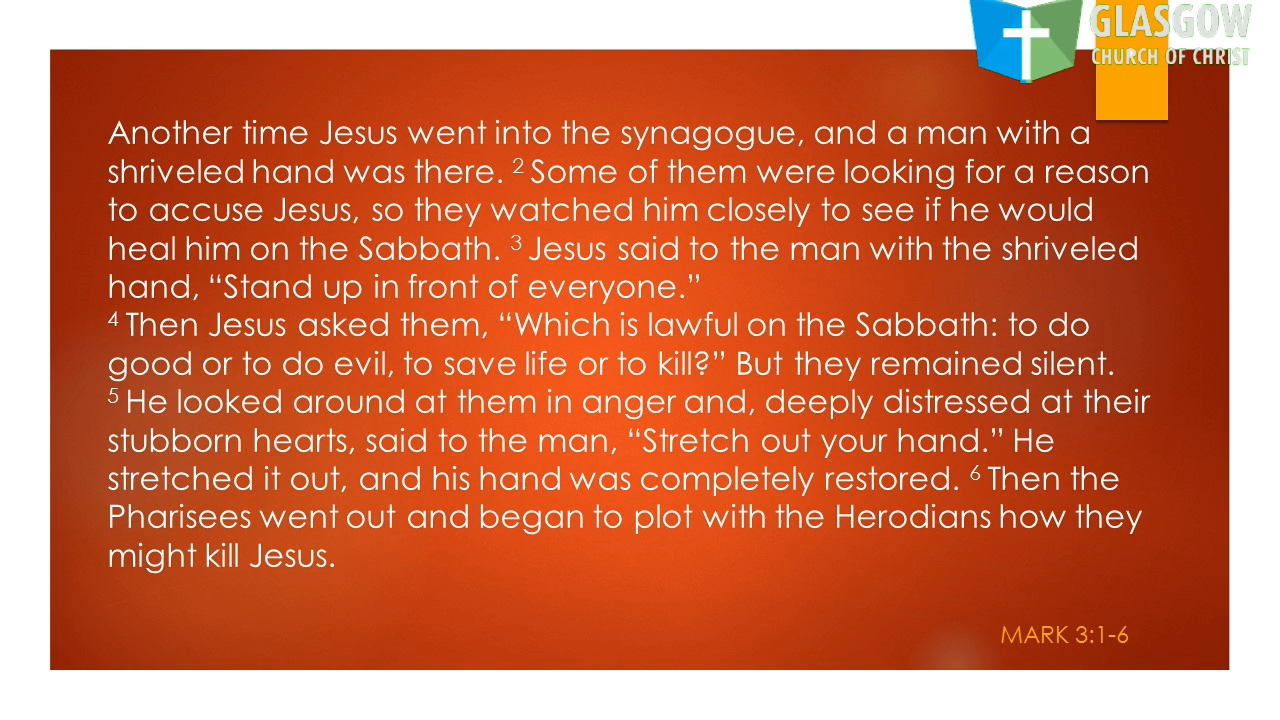 GLASGOW
CHURCH OF CHRIST
Another time Jesus went into the synagogue, and a man with a
shriveled hand was there. ² Some of them were looking for a reason
to accuse Jesus, so they watched him closely to see if he would
heal him on the Sabbath. ³ Jesus said to the man with the shriveled
hand, “Stand up in front of everyone.”
⁴ Then Jesus asked them, “Which is lawful on the Sabbath: to do
good or to do evil, to save life or to kill?” But they remained silent.
⁵ He looked around at them in anger and, deeply distressed at their
stubborn hearts, said to the man, “Stretch out your hand.” He
stretched it out, and his hand was completely restored. ⁶ Then the
Pharisees went out and began to plot with the Herodians how they
might kill Jesus.
MARK 3:1-6